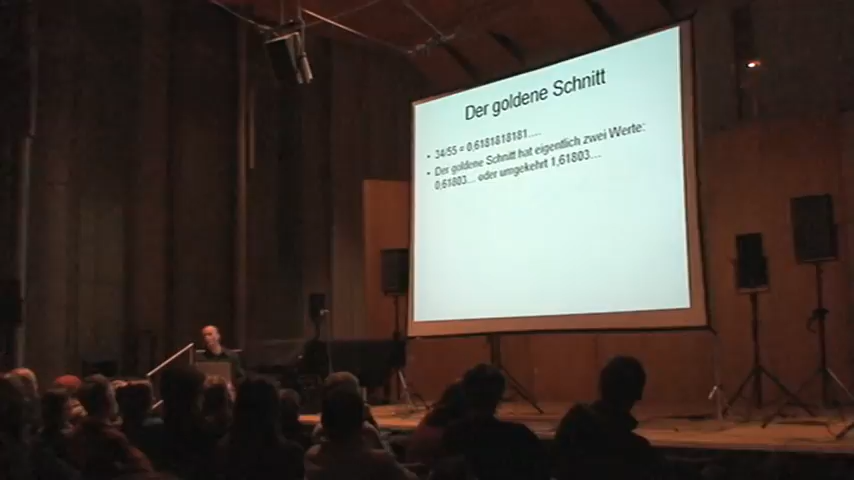 Der goldene Schnitt
• 34/55 = 0,6181818181....
• Der goldene Schnitt hat eigentlich zwei Werte:
0,61803... oder umgekehrt 1,61803...